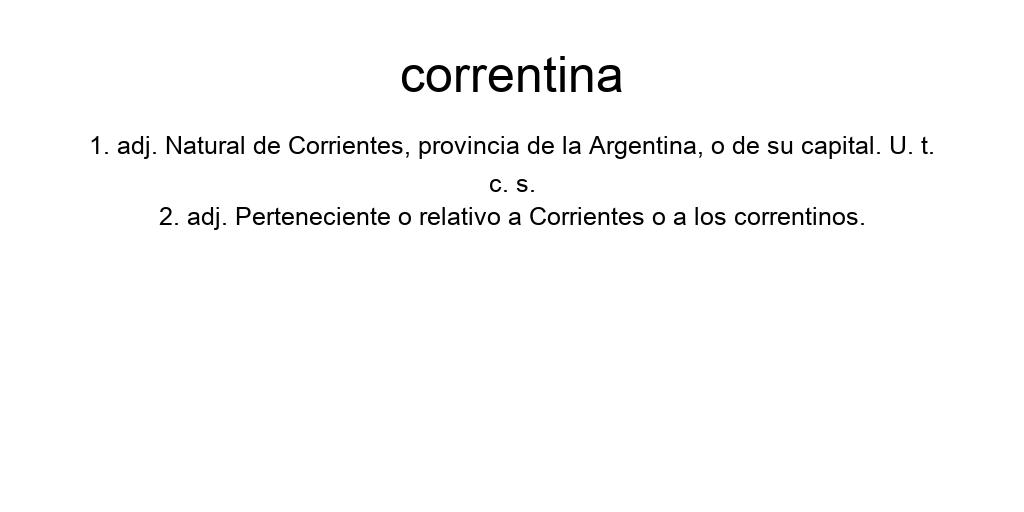 correntina
1. adj. Natural de Corrientes, provincia de la Argentina, o de su capital. U. t.
c. s.
2. adj. Perteneciente o relativo a Corrientes o a los correntinos.